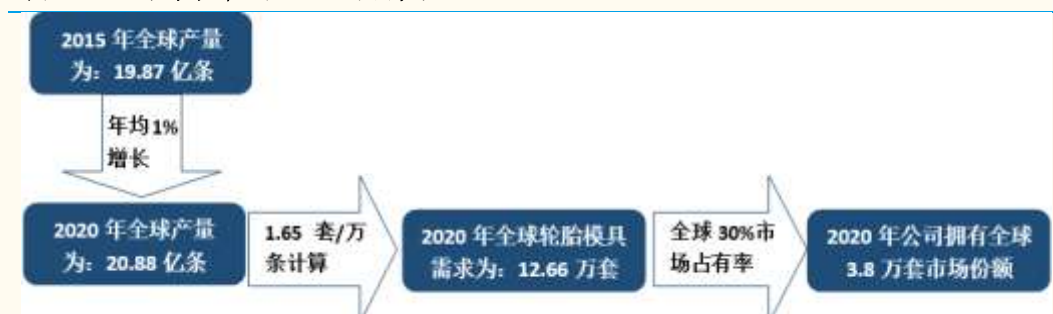 2015 年全球产量
为：19.87 亿条
年均1%
增长
2020 年全球产量
为：20.88 亿条
1.65 套/万
条计算
2020 年全球轮胎模具
需求为：12.66 万套
全球 30%市
场占有率
2020 年公司拥有全球
3.8 万套市场份额